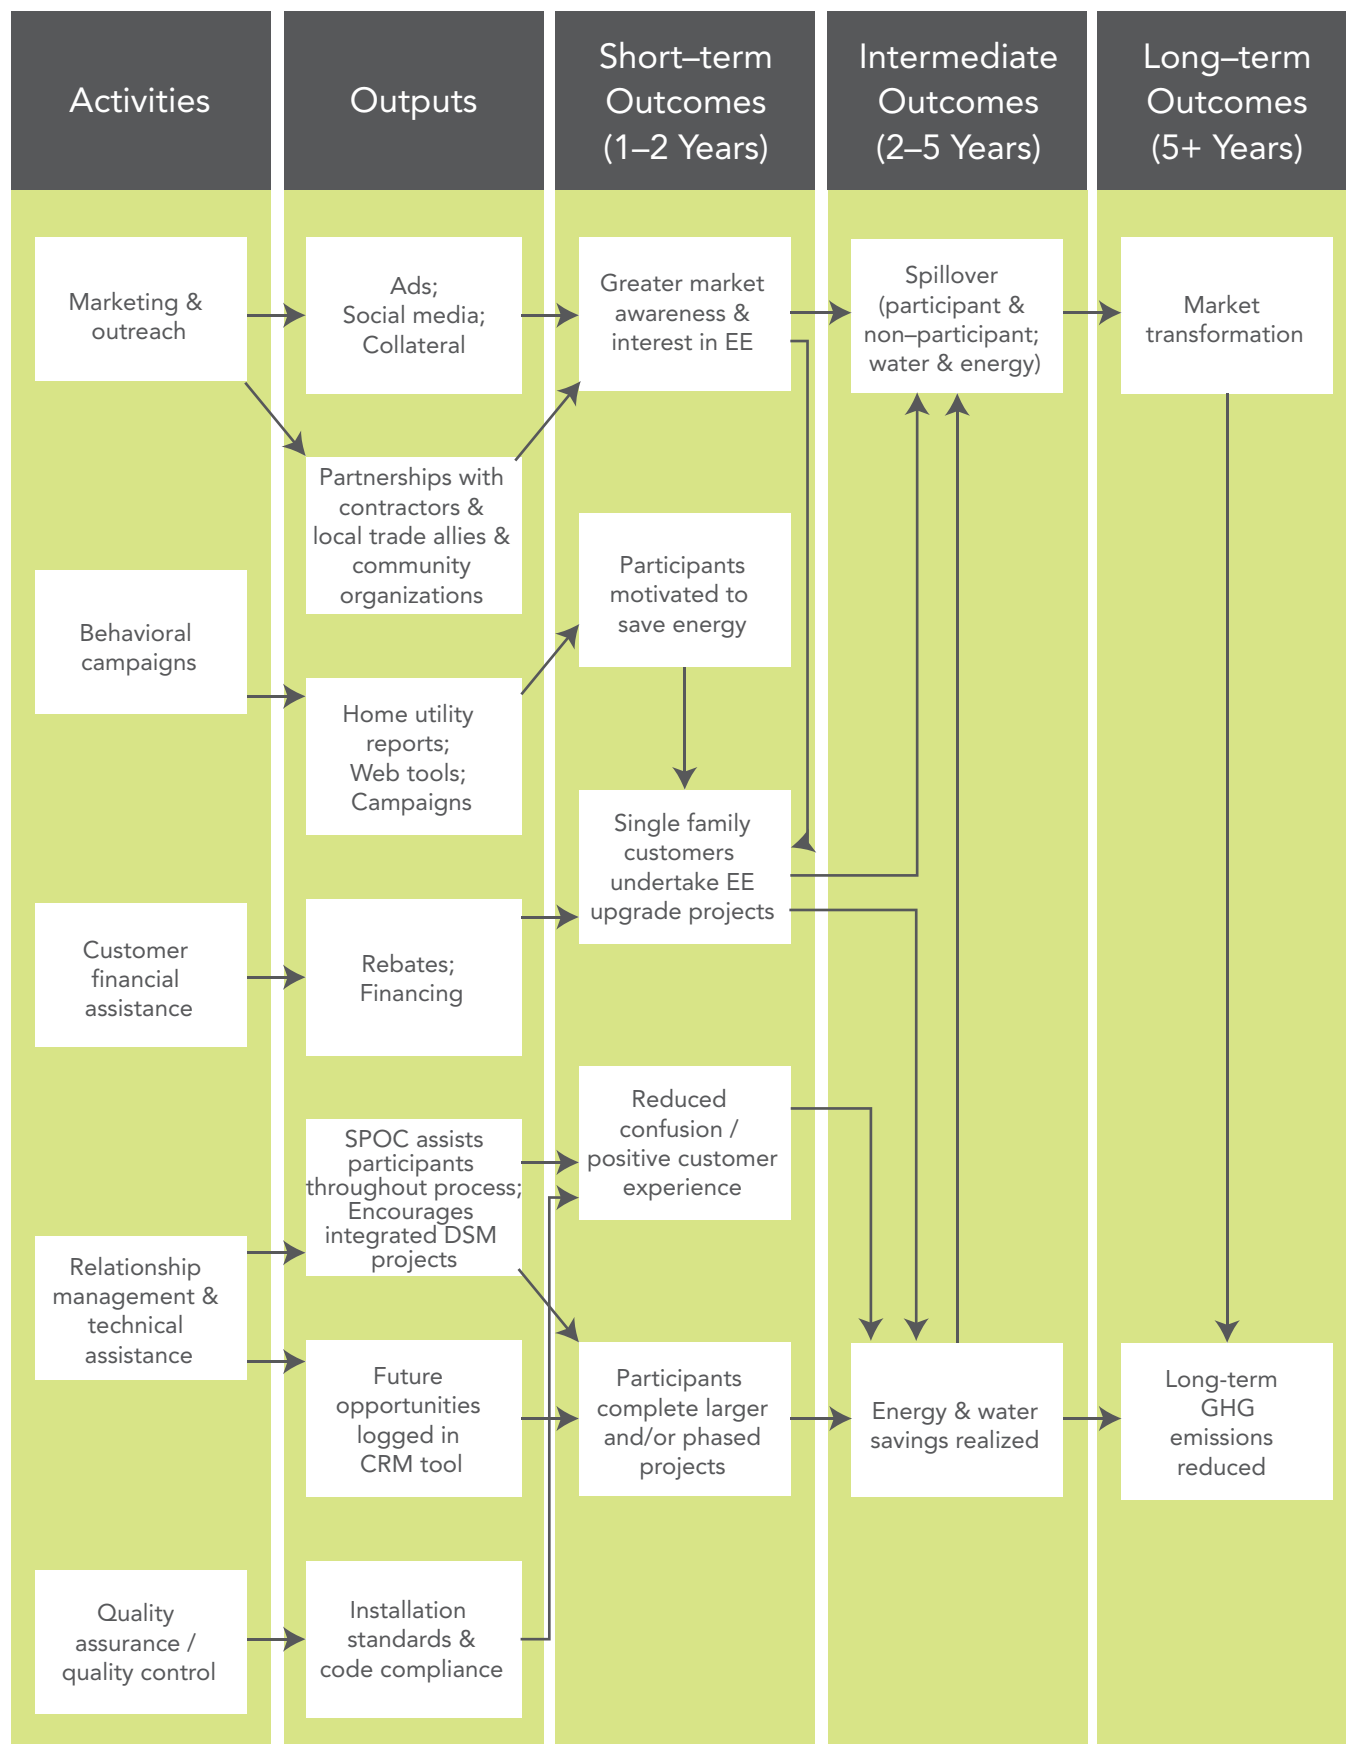 Activities
Outputs
Short–term
Outcomes
(1–2 Years)
Intermediate
Outcomes
(2–5 Years)
Long–term
Outcomes
(5+ Years)
Marketing &
outreach
Behavioral
campaigns
Customer
financial
assistance
Relationship
management &
technical
assistance
Quality
assurance /
quality control
Ads;
Social media;
Collateral
Partnerships with
contractors &
local trade allies &
community
organizations
Home utility
reports;
Web tools;
Campaigns
Rebates;
Financing
SPOC assists
participants
throughout process;
Encourages
integrated DSM
projects
Future
opportunities
logged in
CRM tool
Installation
standards &
code compliance
Greater market
awareness &
interest in EE
Participants
motivated to
save energy
Single family
customers
undertake EE
upgrade projects
Reduced
confusion /
positive customer
experience
Participants
complete larger
and/or phased
projects
Spillover
(participant &
non–participant;
water & energy)
Energy & water
savings realized
Market
transformation
Long-term
GHG
emissions
reduced